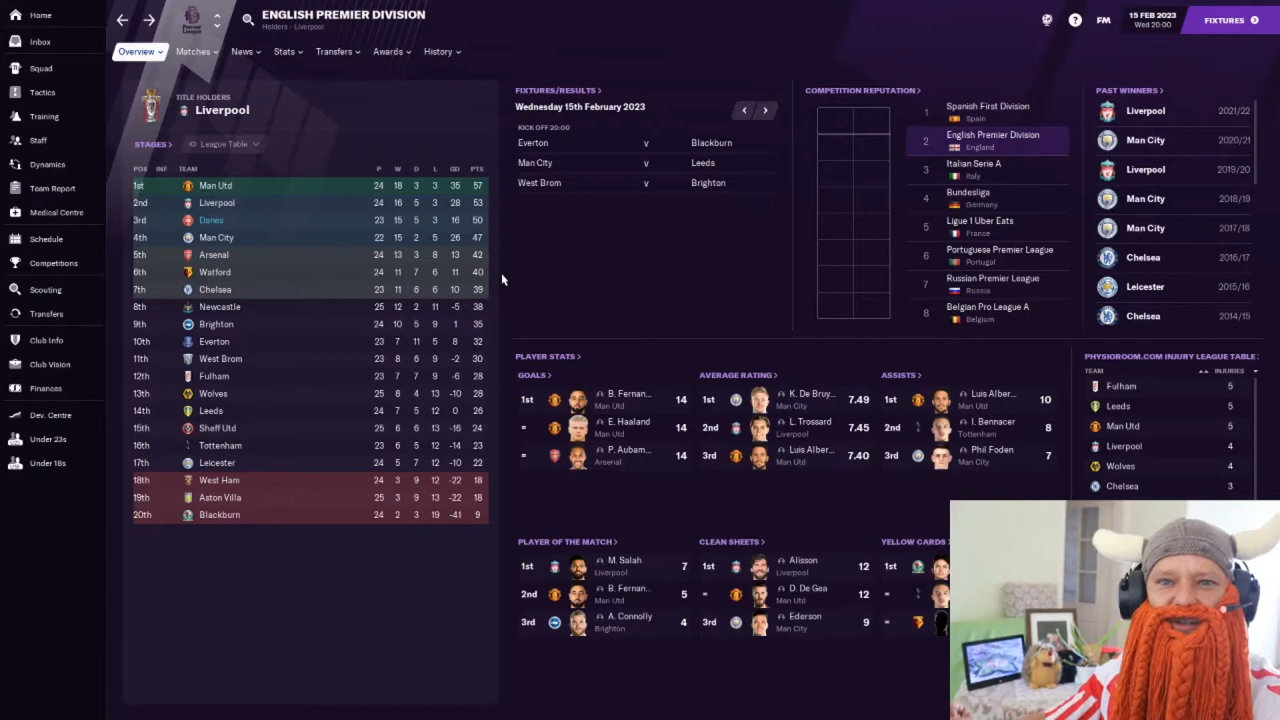 Home
Inbox
Squad
Tactics
Training
Staff
Dynamics
Team Report
Medical Centre
Schedule
Competitions
Scouting
Transfers
Club Info
Club Vision
Finances
Dev. Centre
Under 23s
Under 18s
Premier League
ENGLISH PREMIER DIVISION
Holders - Liverpool
?
FM
15 FEB 2023
Wed 20:00
FIXTURES
Overview
Matches
News
Stats
Transfers
Awards
History
TITLE HOLDERS
Liverpool
STAGES >
League Table
POS INF TEAM P W D L GD PTS
1st Man Utd 24 18 3 3 35 57
2nd Liverpool 24 16 5 3 28 53
3rd Danes 23 15 5 3 16 50
4th Man City 22 15 2 5 26 47
5th Arsenal 24 13 3 8 13 42
6th Watford 24 11 7 6 11 40
7th Chelsea 23 11 6 6 10 39
8th Newcastle 25 12 2 11 -5 38
9th Brighton 24 10 5 9 1 35
10th Everton 23 7 11 5 8 32
11th West Brom 23 8 6 9 -2 30
12th Fulham 23 7 7 9 -6 28
13th Wolves 25 8 4 13 -10 28
14th Leeds 24 7 5 12 0 26
15th Sheff Utd 25 6 6 13 -16 24
16th Tottenham 23 6 5 12 -14 23
17th Leicester 24 5 7 12 -10 22
18th West Ham 24 3 9 12 -22 18
19th Aston Villa 25 3 9 13 -22 18
20th Blackburn 24 2 3 19 -41 9
FIXTURES/RESULTS >
Wednesday 15th February 2023
KICK OFF 20:00
Everton v Blackburn
Man City v Leeds
West Brom v Brighton
COMPETITION REPUTATION >
1 Spanish First Division
Spain
2 English Premier Division
England
3 Italian Serie A
Italy
4 Bundesliga
Germany
5 Ligue 1 Uber Eats
France
6 Portuguese Premier League
Portugal
7 Russian Premier League
Russia
8 Belgian Pro League A
Belgium
PAST WINNERS >
Liverpool 2021/22
Man City 2020/21
Liverpool 2019/20
Man City 2018/19
Man City 2017/18
Chelsea 2016/17
Leicester 2015/16
Chelsea 2014/15
PLAYER STATS >
GOALS >
1st B. Fernan... 14
Man Utd
= E. Haaland 14
Man Utd
= P. Aubam... 14
Arsenal
AVERAGE RATING >
1st K. De Bruy... 7.49
Man City
2nd L. Trossard 7.45
Liverpool
3rd Luis Alber... 7.40
Man Utd
ASSISTS >
1st Luis Alber... 10
Man Utd
2nd I. Bennacer 8
Tottenham
3rd Phil Foden 7
Man City
PHYSIOROOM.COM INJURY LEAGUE TABLE
TEAM INJURIES
Fulham 5
Leeds 5
Man Utd 5
Liverpool 4
Wolves 4
Chelsea 3
PLAYER OF THE MATCH >
1st M. Salah 7
Liverpool
2nd B. Fernan... 5
Man Utd
3rd A. Connolly 4
Brighton
CLEAN SHEETS >
1st Alisson 12
Liverpool
= D. De Gea 12
Man Utd
3rd Ederson 9
Man City
YELLOW CARDS
1st
=
=